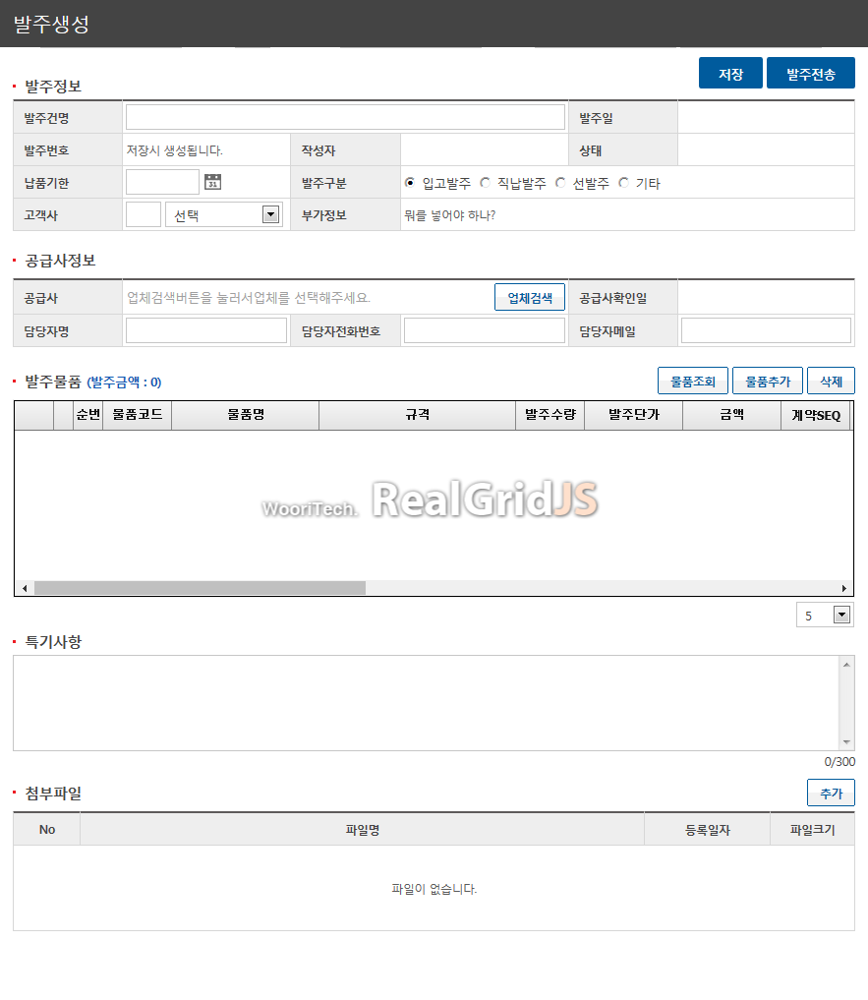 발주생성
저장 발주전송
발주정보
발주건명 발주일
발주번호 저장시 생성됩니다. 작성자 상태
납품기한 31 발주구분 입고발주 직납발주 선발주 기타
고객사 선택 부가정보 뭐를 넣어야 하나?
공급사정보
공급사 업체검색버튼을 눌러서업체를 선택해주세요. 업체검색 공급사확인일
담당자명 담당자전화번호 담당자메일
발주물품 (발주금액 : 0) 물품조회 물품추가 삭제
순번 물품코드 물품명 규격 발주수량 발주단가 금액 계약SEQ
WooriTech. RealGridJS
5
특기사항
0/300
첨부파일 추가
No 파일명 등록일자 파일크기
파일이 없습니다.